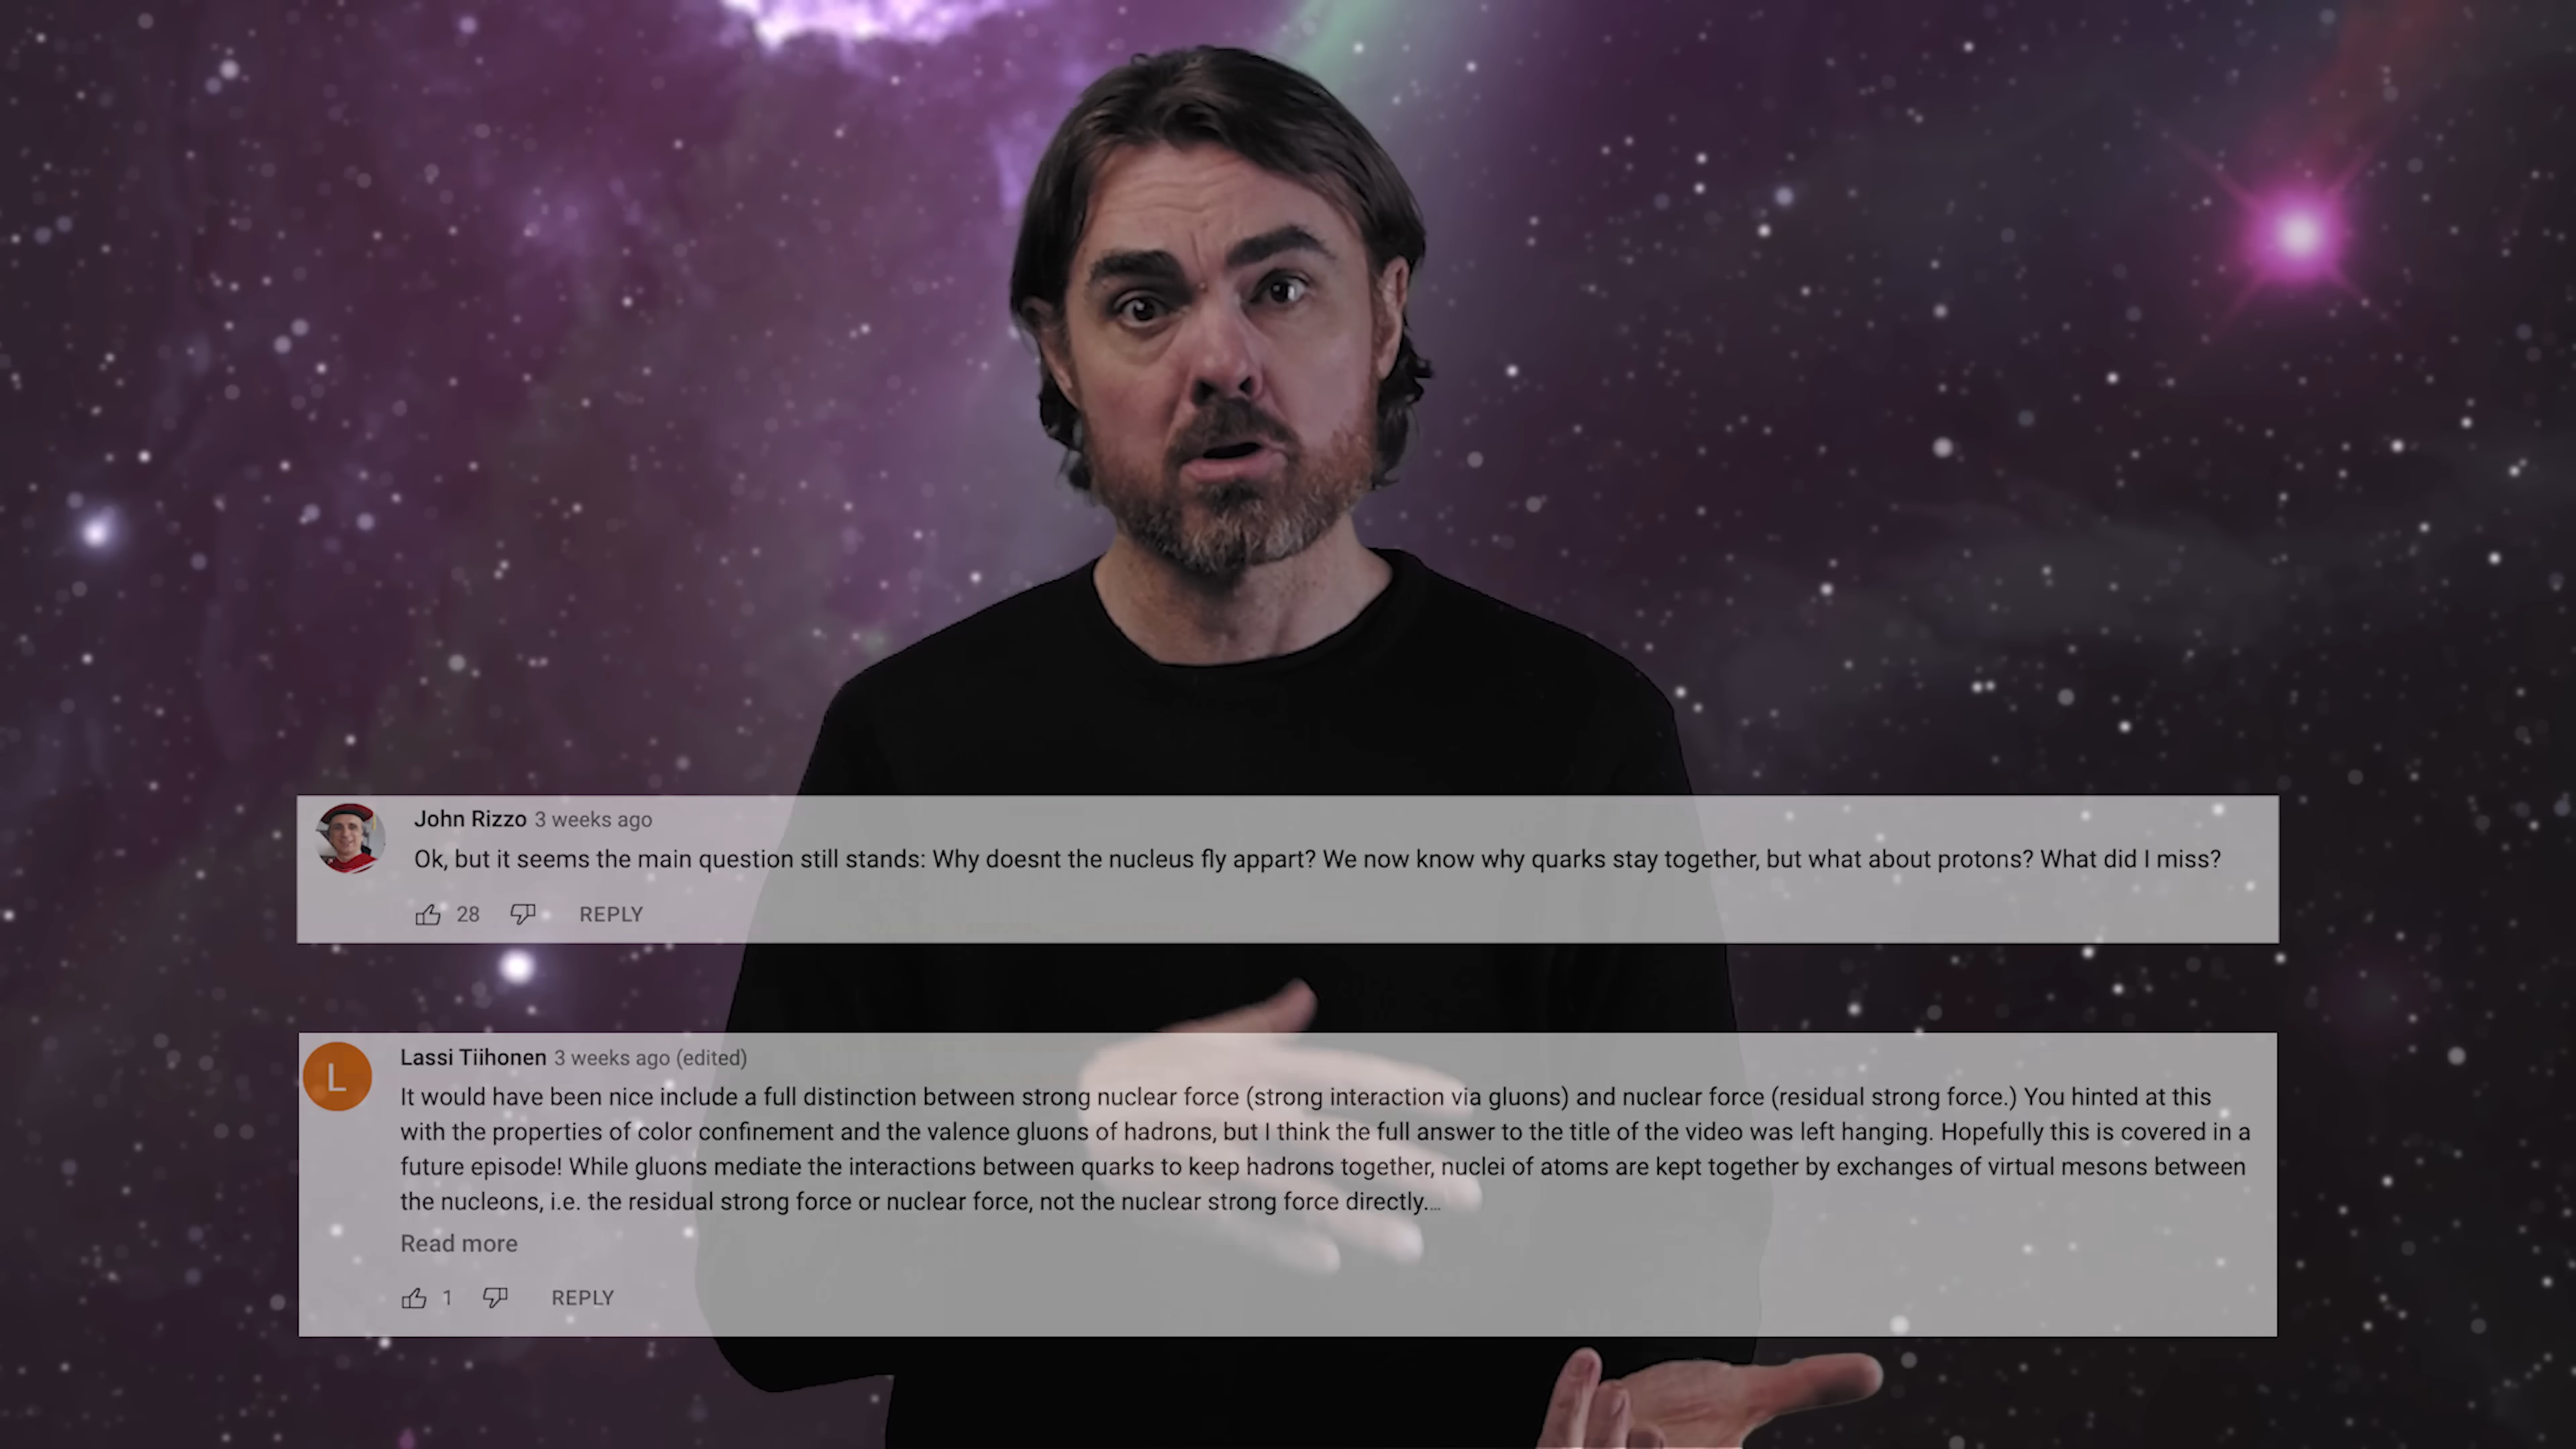 John Rizzo 3 weeks ago
Ok, but it seems the main question still stands: Why doesnt the nucleus fly appart? We now know why quarks stay together, but what about protons? What did I miss?
28 REPLY
L
Lassi Tiihonen 3 weeks ago (edited)
It would have been nice include a full distinction between strong nuclear force (strong interaction via gluons) and nuclear force (residual strong force.) You hinted at this
with the properties of color confinement and the valence gluons of hadrons, but I think the full answer to the title of the video was left hanging. Hopefully this is covered in a
future episode! While gluons mediate the interactions between quarks to keep hadrons together, nuclei of atoms are kept together by exchanges of virtual mesons between
the nucleons, i.e. the residual strong force or nuclear force, not the nuclear strong force directly....
Read more
1 REPLY